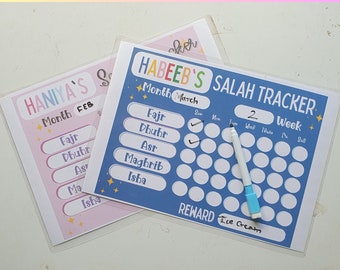 HANIYA'S
Month FEB
Fajr
Dhuhr
Asr
Maghrib
Isha
HABEEB'S SALAH TRACKER
Month March 2 Week
Fajr
Dhuhr
Asr
Maghrib
Isha
REWARD Ice Cream